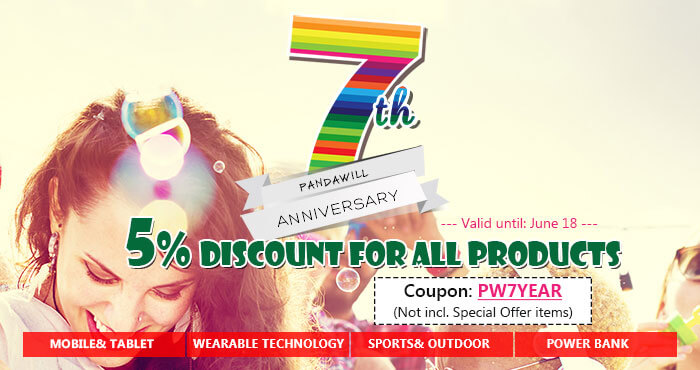 7th
PANDAWILL
ANNIVERSARY
--- Valid until: June 18 ---
5% DISCOUNT FOR ALL PRODUCTS
Coupon: PW7YEAR
(Not incl. Special Offer items)
MOBILE& TABLET WEARABLE TECHNOLOGY SPORTS& OUTDOOR POWER BANK